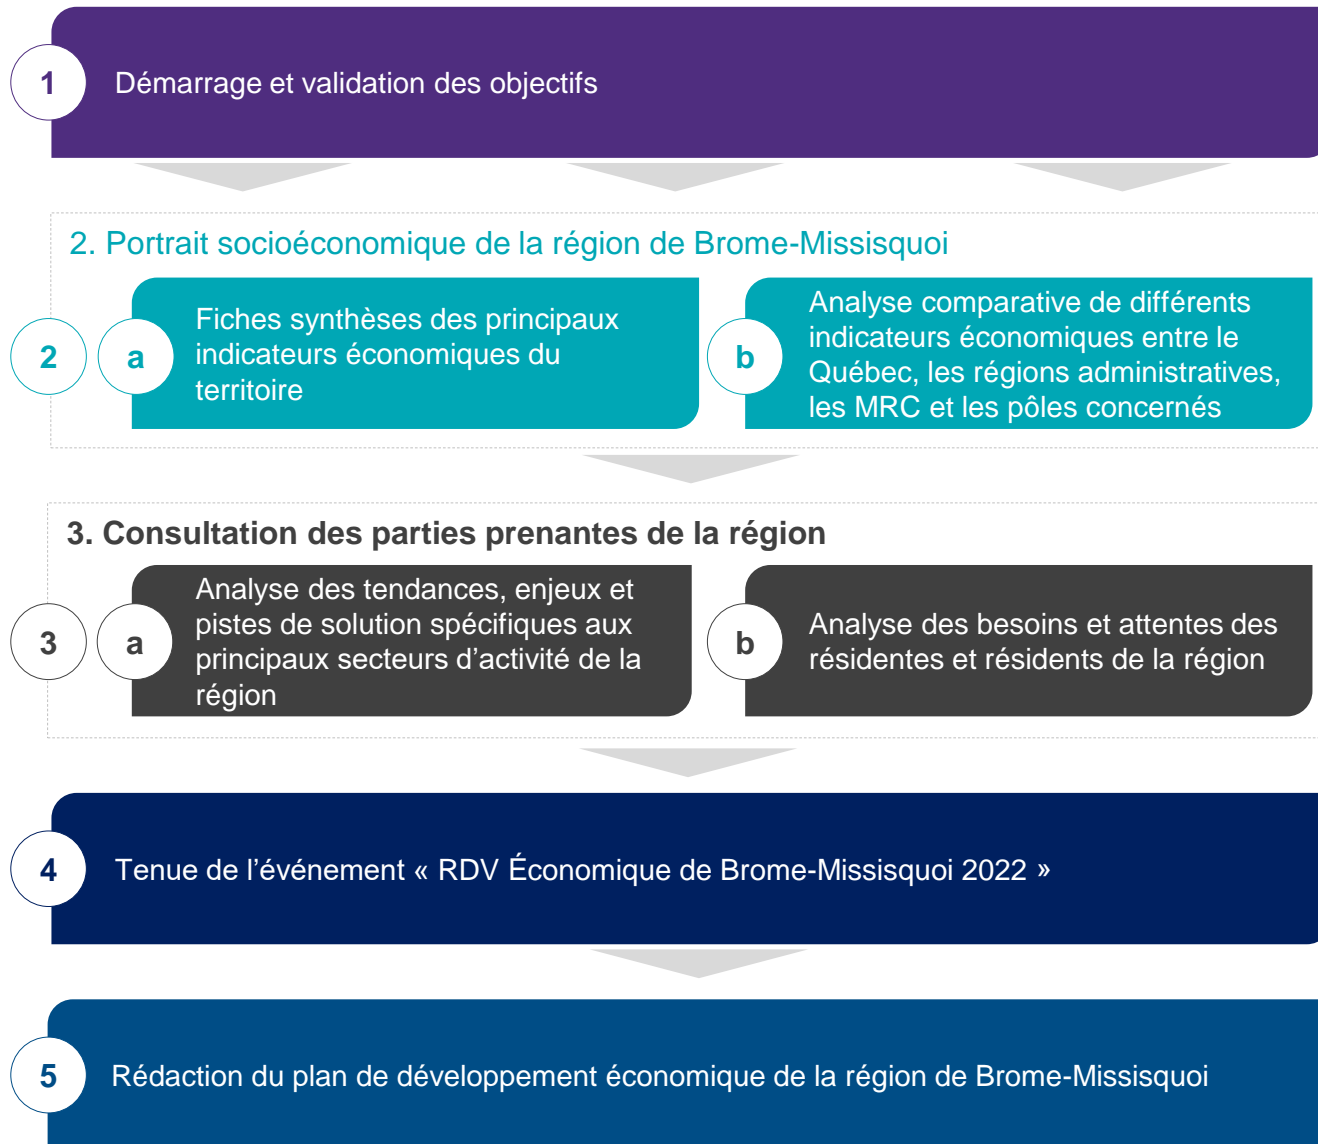 1
Démarrage et validation des objectifs
2. Portrait socioéconomique de la région de Brome-Missisquoi
2
a
Fiches synthèses des principaux
indicateurs économiques du
territoire
b
Analyse comparative de différents
indicateurs économiques entre le
Québec, les régions administratives,
les MRC et les pôles concernés
3. Consultation des parties prenantes de la région
3
a
Analyse des tendances, enjeux et
pistes de solution spécifiques aux
principaux secteurs d’activité de la
région
b
Analyse des besoins et attentes des
résidentes et résidents de la région
4
Tenue de l’événement « RDV Économique de Brome-Missisquoi 2022 »
5
Rédaction du plan de développement économique de la région de Brome-Missisquoi